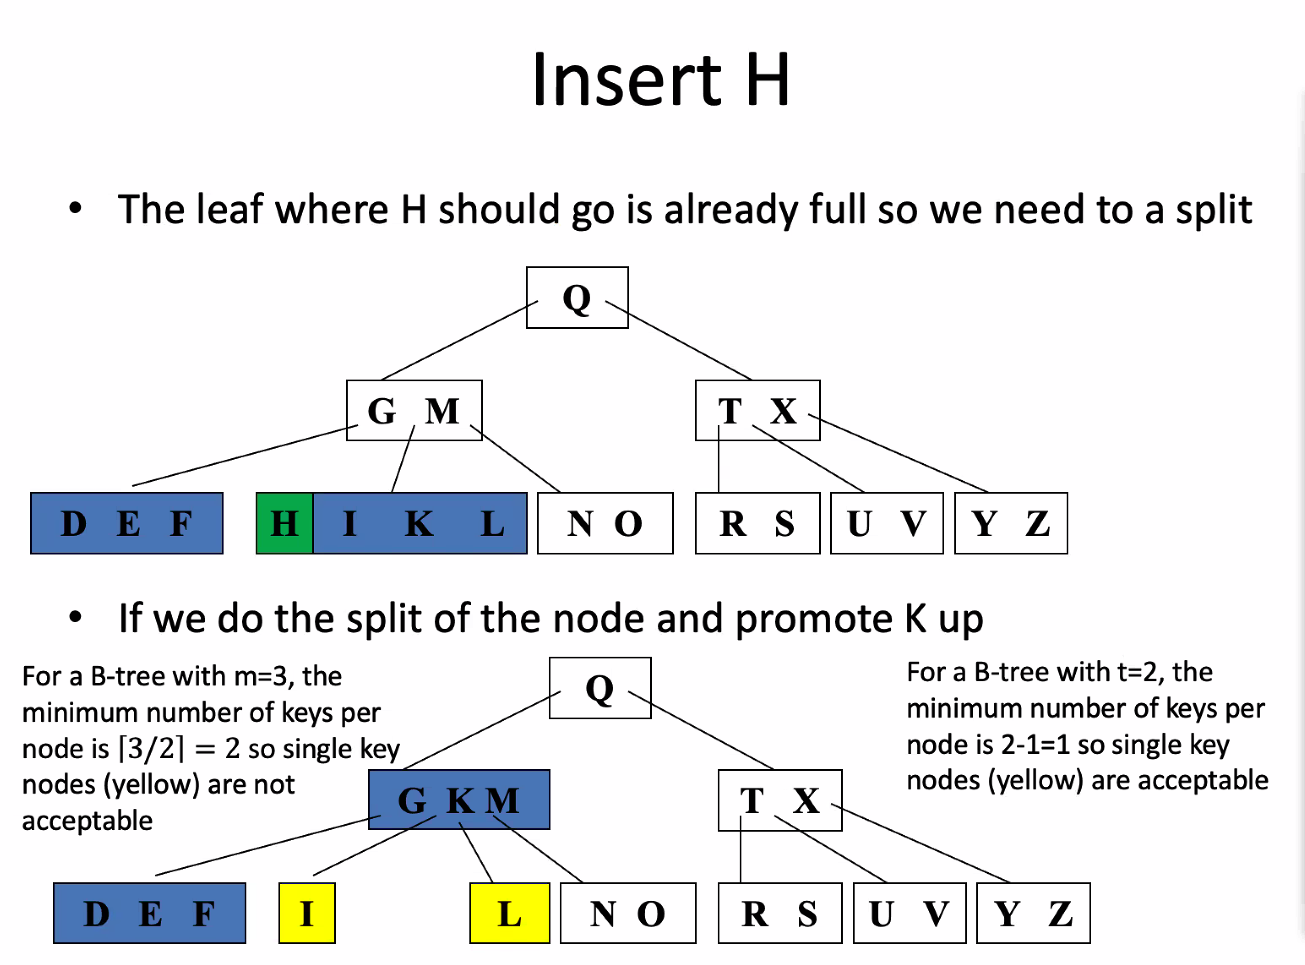 Insert H
• The leaf where H should go is already full so we need to a split
Q
G M
T X
D E F
H I K L
N O
R S
U V
Y Z
• If we do the split of the node and promote K up
For a B-tree with m=3, the
minimum number of keys per
node is ⌈3/2⌉ = 2 so single key
nodes (yellow) are not
acceptable
For a B-tree with t=2, the
minimum number of keys per
node is 2-1=1 so single key
nodes (yellow) are acceptable
Q
G K M
T X
D E F
I
L
N O
R S
U V
Y Z